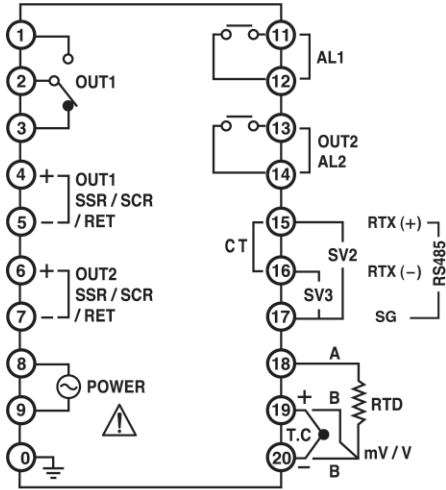 1
2
3
OUT1
4
+
OUT1
SSR / SCR
/ RET
5
−
6
+
OUT2
SSR / SCR
/ RET
7
−
8
POWER
9
0
11
AL1
12
13
OUT2
AL2
14
15
CT
16
17
SV2
SV3
RTX (+)
RTX (−)
SG
RS485
18
A
RTD
19
+
B
T.C
mV / V
20
−
B